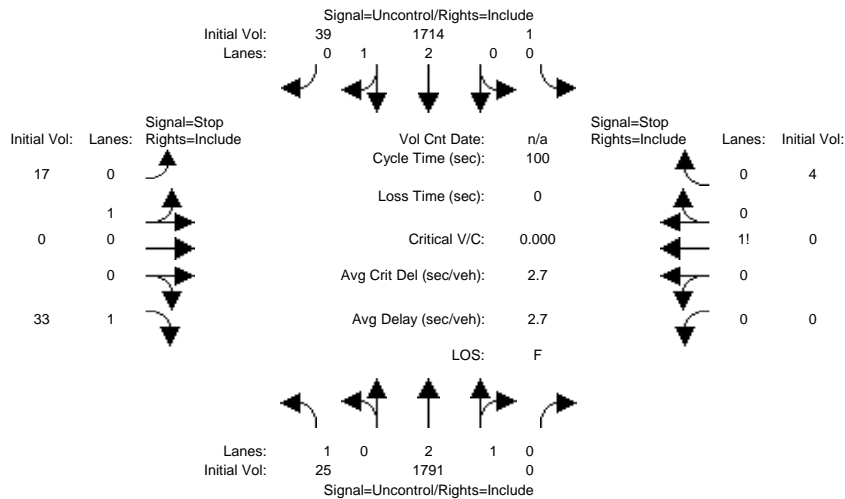 Signal=Uncontrol/Rights=Include
Initial Vol: 39 1714 1
Lanes: 0 1 2 0 0
Signal=Stop
Initial Vol: Lanes: Rights=Include
Vol Cnt Date: n/a
Signal=Stop
Rights=Include Lanes: Initial Vol:
Cycle Time (sec): 100
17 0
0 4
Loss Time (sec): 0
1
0
0 0
Critical V/C: 0.000
1! 0
0
Avg Crit Del (sec/veh): 2.7
0
33 1
Avg Delay (sec/veh): 2.7
0 0
LOS: F
Lanes: 1 0 2 1 0
Initial Vol: 25 1791 0
Signal=Uncontrol/Rights=Include